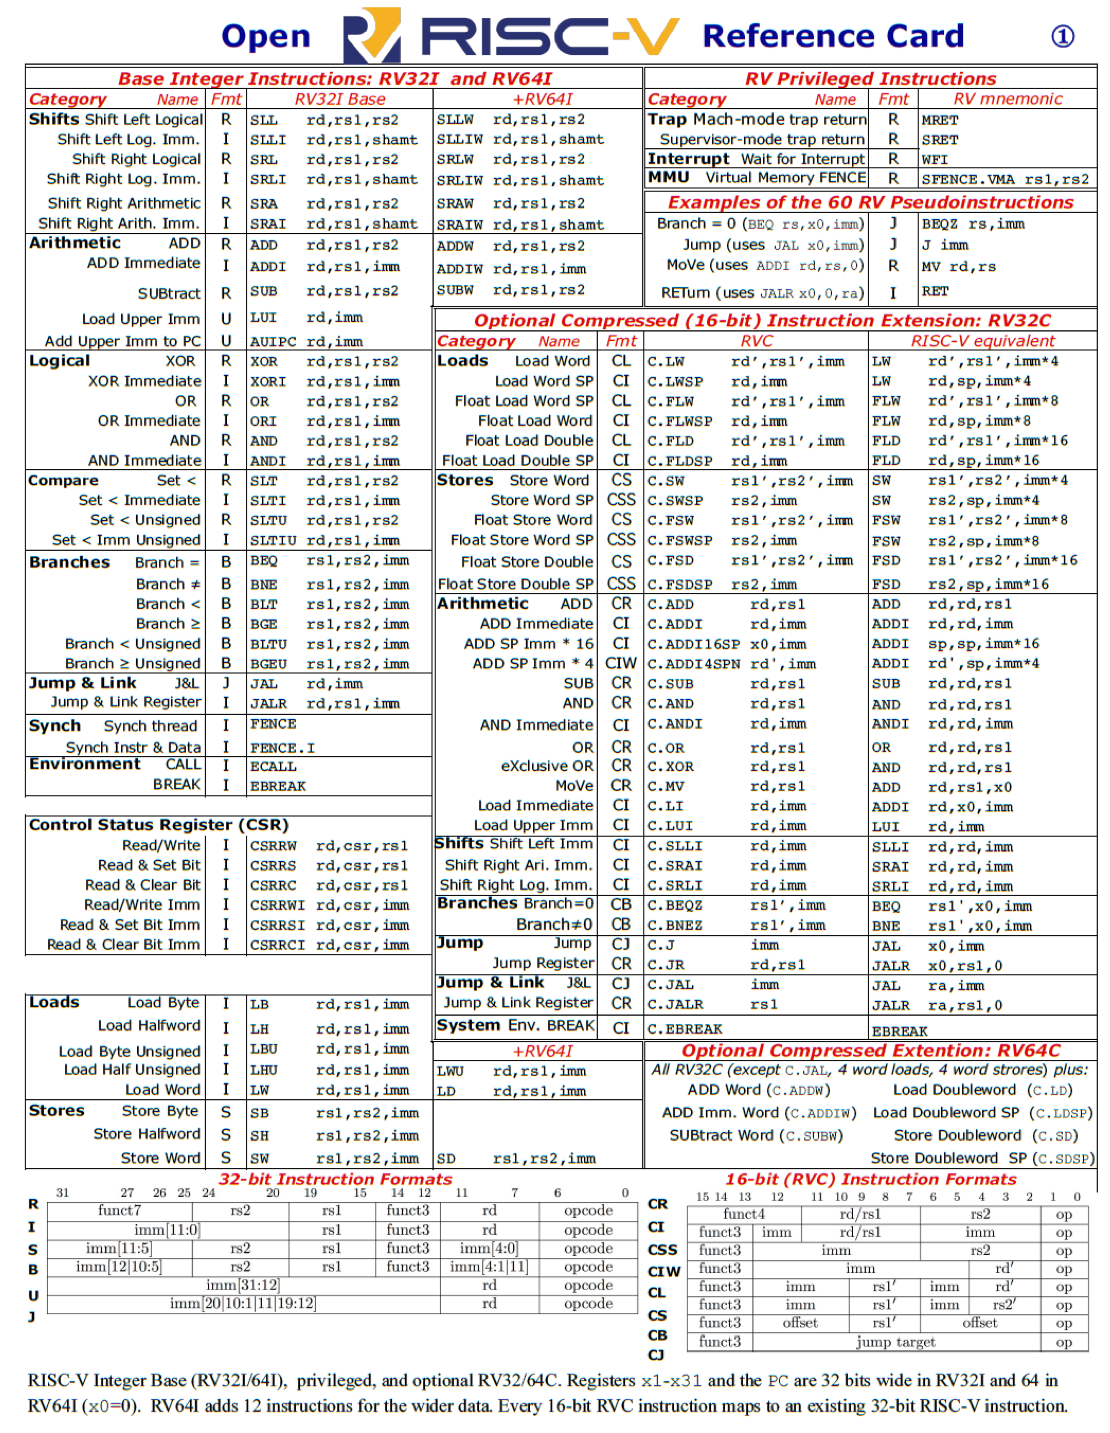 Open RISC-V Reference Card ①
Base Integer Instructions: RV32I and RV64I
Category Name Fmt RV32I Base +RV64I
Shifts Shift Left Logical R SLL rd,rs1,rs2 SLLW rd,rs1,rs2
Shift Left Log. Imm. I SLLI rd,rs1,shamt SLLIW rd,rs1,shamt
Shift Right Logical R SRL rd,rs1,rs2 SRLW rd,rs1,rs2
Shift Right Log. Imm. I SRLI rd,rs1,shamt SRLIW rd,rs1,shamt
Shift Right Arithmetic R SRA rd,rs1,rs2 SRAW rd,rs1,rs2
Shift Right Arith. Imm. I SRAI rd,rs1,shamt SRAIW rd,rs1,shamt
Arithmetic ADD R ADD rd,rs1,rs2 ADDW rd,rs1,rs2
ADD Immediate I ADDI rd,rs1,imm ADDIW rd,rs1,imm
SUBtract R SUB rd,rs1,rs2 SUBW rd,rs1,rs2
Load Upper Imm U LUI rd,imm
Add Upper Imm to PC U AUIPC rd,imm
Logical XOR R XOR rd,rs1,rs2
XOR Immediate I XORI rd,rs1,imm
OR R OR rd,rs1,rs2
OR Immediate I ORI rd,rs1,imm
AND R AND rd,rs1,rs2
AND Immediate I ANDI rd,rs1,imm
Compare Set < R SLT rd,rs1,rs2
Set < Immediate I SLTI rd,rs1,imm
Set < Unsigned R SLTU rd,rs1,rs2
Set < Imm Unsigned I SLTIU rd,rs1,imm
Branches Branch = B BEQ rs1,rs2,imm
Branch ≠ B BNE rs1,rs2,imm
Branch < B BLT rs1,rs2,imm
Branch ≥ B BGE rs1,rs2,imm
Branch < Unsigned B BLTU rs1,rs2,imm
Branch ≥ Unsigned B BGEU rs1,rs2,imm
Jump & Link J&L J JAL rd,imm
Jump & Link Register I JALR rd,rs1,imm
Synch Synch thread I FENCE
Synch Instr & Data I FENCE.I
Environment CALL I ECALL
BREAK I EBREAK
Control Status Register (CSR)
Read/Write I CSRRW rd,csr,rs1
Read & Set Bit I CSRRS rd,csr,rs1
Read & Clear Bit I CSRRC rd,csr,rs1
Read/Write Imm I CSRRWI rd,csr,imm
Read & Set Bit Imm I CSRRSI rd,csr,imm
Read & Clear Bit Imm I CSRRCI rd,csr,imm
Loads Load Byte I LB rd,rs1,imm
Load Halfword I LH rd,rs1,imm
Load Byte Unsigned I LBU rd,rs1,imm +RV64I
Load Half Unsigned I LHU rd,rs1,imm LWU rd,rs1,imm
Load Word I LW rd,rs1,imm LD rd,rs1,imm
Stores Store Byte S SB rs1,rs2,imm
Store Halfword S SH rs1,rs2,imm
Store Word S SW rs1,rs2,imm SD rs1,rs2,imm
RV Privileged Instructions
Category Name Fmt RV mnemonic
Trap Mach-mode trap return R MRET
Supervisor-mode trap return R SRET
Interrupt Wait for Interrupt R WFI
MMU Virtual Memory FENCE R SFENCE.VMA rs1,rs2
Examples of the 60 RV Pseudoinstructions
Branch = 0 (BEQ rs,x0,imm) J BEQZ rs,imm
Jump (uses JAL x0,imm) J J imm
MoVe (uses ADDI rd,rs,0) R MV rd,rs
RETurn (uses JALR x0,0,ra) I RET
Optional Compressed (16-bit) Instruction Extension: RV32C
Category Name Fmt RVC RISC-V equivalent
Loads Load Word CL C.LW rd′,rs1′,imm LW rd′,rs1′,imm*4
Load Word SP CI C.LWSP rd,imm LW rd,sp,imm*4
Float Load Word SP CL C.FLW rd′,rs1′,imm FLW rd′,rs1′,imm*8
Float Load Word CI C.FLWSP rd,imm FLW rd,sp,imm*8
Float Load Double CL C.FLD rd′,rs1′,imm FLD rd′,rs1′,imm*16
Float Load Double SP CI C.FLDSP rd,imm FLD rd,sp,imm*16
Stores Store Word CS C.SW rs1′,rs2′,imm SW rs1′,rs2′,imm*4
Store Word SP CSS C.SWSP rs2,imm SW rs2,sp,imm*4
Float Store Word CS C.FSW rs1′,rs2′,imm FSW rs1′,rs2′,imm*8
Float Store Word SP CSS C.FSWSP rs2,imm FSW rs2,sp,imm*8
Float Store Double CS C.FSD rs1′,rs2′,imm FSD rs1′,rs2′,imm*16
Float Store Double SP CSS C.FSDSP rs2,imm FSD rs2,sp,imm*16
Arithmetic ADD CR C.ADD rd,rs1 ADD rd,rd,rs1
ADD Immediate CI C.ADDI rd,imm ADDI rd,rd,imm
ADD SP Imm * 16 CI C.ADDI16SP x0,imm ADDI sp,sp,imm*16
ADD SP Imm * 4 CIW C.ADDI4SPN rd',imm ADDI rd',sp,imm*4
SUB CR C.SUB rd,rs1 SUB rd,rd,rs1
AND CR C.AND rd,rs1 AND rd,rd,rs1
AND Immediate CI C.ANDI rd,imm ANDI rd,rd,imm
OR CR C.OR rd,rs1 OR rd,rd,rs1
eXclusive OR CR C.XOR rd,rs1 AND rd,rd,rs1
MoVe CR C.MV rd,rs1 ADD rd,rs1,x0
Load Immediate CI C.LI rd,imm ADDI rd,x0,imm
Load Upper Imm CI C.LUI rd,imm LUI rd,imm
Shifts Shift Left Imm CI C.SLLI rd,imm SLLI rd,rd,imm
Shift Right Ari. Imm. CI C.SRAI rd,imm SRAI rd,rd,imm
Shift Right Log. Imm. CI C.SRLI rd,imm SRLI rd,rd,imm
Branches Branch=0 CB C.BEQZ rs1′,imm BEQ rs1',x0,imm
Branch≠0 CB C.BNEZ rs1′,imm BNE rs1',x0,imm
Jump Jump CJ C.J imm JAL x0,imm
Jump Register CR C.JR rd,rs1 JALR x0,rs1,0
Jump & Link J&L CJ C.JAL imm JAL ra,imm
Jump & Link Register CR C.JALR rs1 JALR ra,rs1,0
System Env. BREAK CI C.EBREAK EBREAK
Optional Compressed Extention: RV64C
All RV32C (except C.JAL, 4 word loads, 4 word strores) plus:
ADD Word (C.ADDW) Load Doubleword (C.LD)
ADD Imm. Word (C.ADDIW) Load Doubleword SP (C.LDSP)
SUBtract Word (C.SUBW) Store Doubleword (C.SD)
Store Doubleword SP (C.SDSP)
32-bit Instruction Formats
31 27 26 25 24 20 19 15 14 12 11 7 6 0
R funct7 rs2 rs1 funct3 rd opcode
I imm[11:0] rs1 funct3 rd opcode
S imm[11:5] rs2 rs1 funct3 imm[4:0] opcode
B imm[12|10:5] rs2 rs1 funct3 imm[4:1|11] opcode
U imm[31:12] rd opcode
J imm[20|10:1|11|19:12] rd opcode
16-bit (RVC) Instruction Formats
15 14 13 12 11 10 9 8 7 6 5 4 3 2 1 0
CR funct4 rd/rs1 rs2 op
CI funct3 imm rd/rs1 imm op
CSS funct3 imm rs2 op
CIW funct3 imm rd′ op
CL funct3 imm rs1′ imm rd′ op
CS funct3 imm rs1′ imm rs2′ op
CB funct3 offset rs1′ offset op
CJ funct3 jump target op
RISC-V Integer Base (RV32I/64I), privileged, and optional RV32/64C. Registers x1-x31 and the PC are 32 bits wide in RV32I and 64 in
RV64I (x0=0). RV64I adds 12 instructions for the wider data. Every 16-bit RVC instruction maps to an existing 32-bit RISC-V instruction.